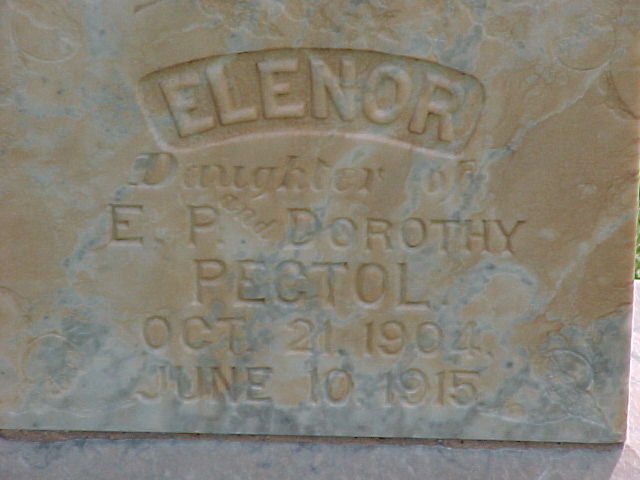 ELENOR
Daughter of
E. P. and DOROTHY
PECTOL
OCT. 21, 1904,
JUNE 10, 1915